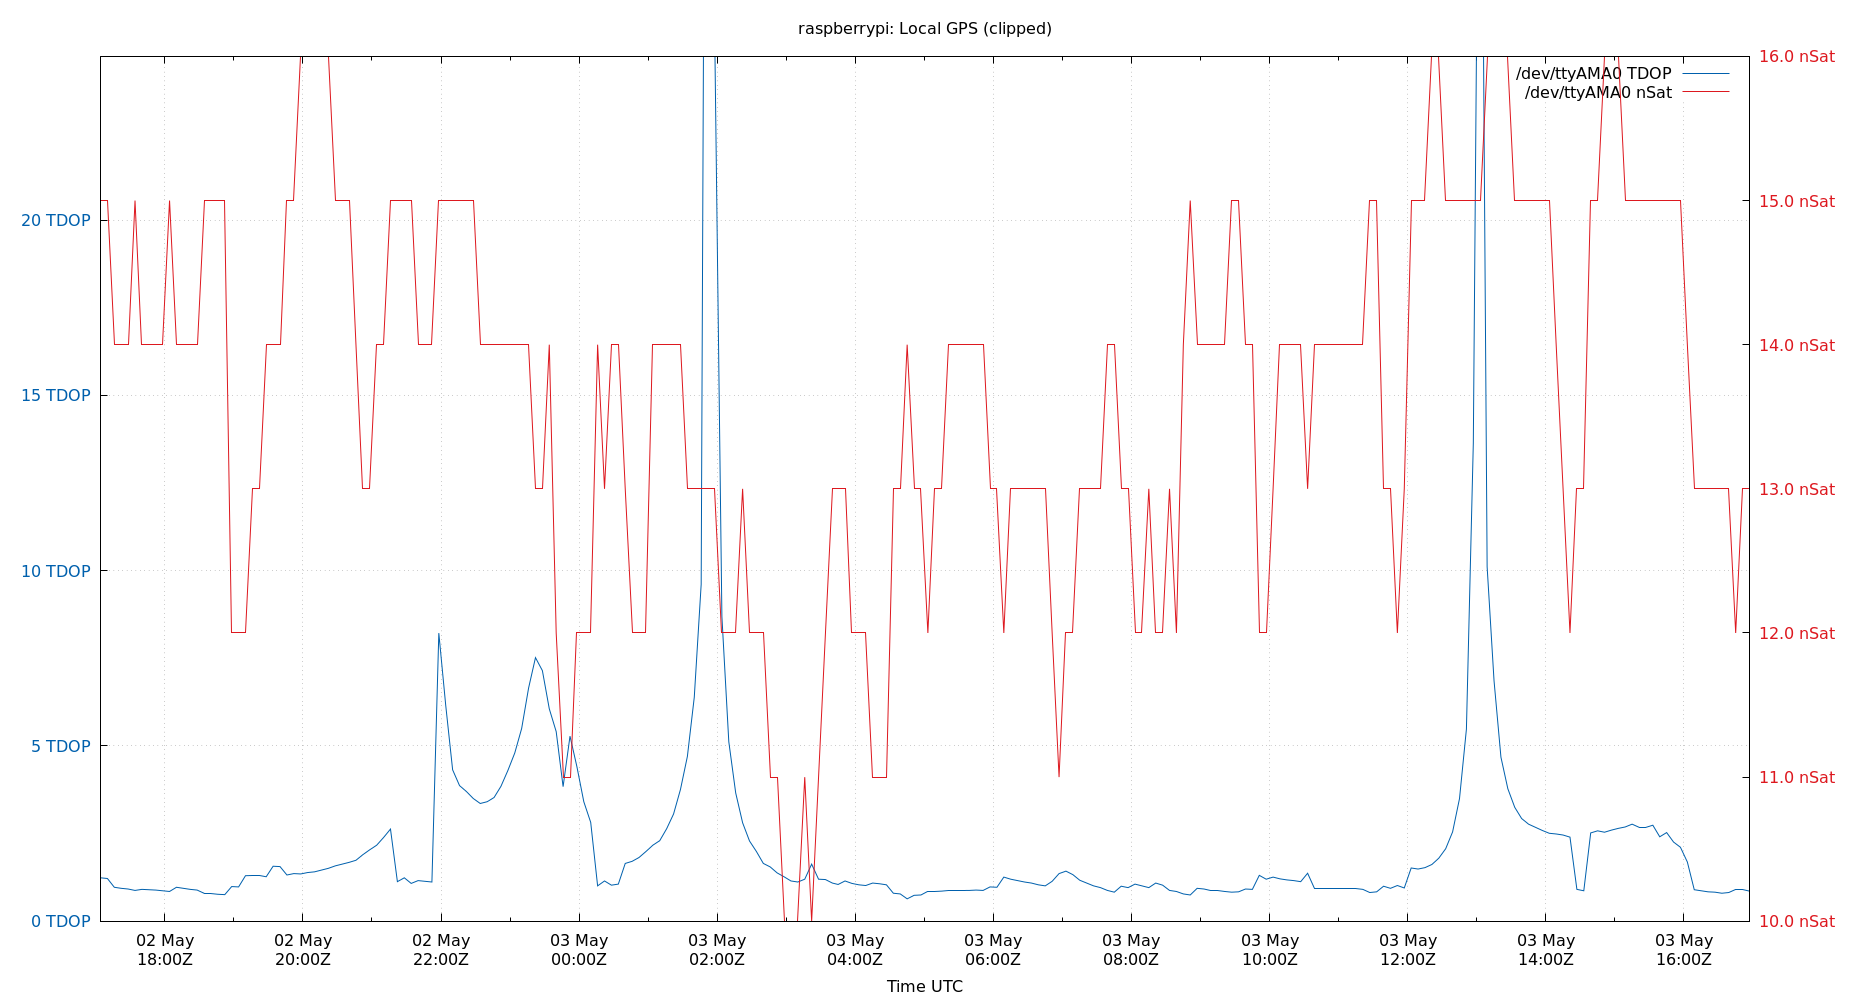 raspberrypi: Local GPS (clipped)
16.0 nSat
/dev/ttyAMA0 TDOP
/dev/ttyAMA0 nSat
15.0 nSat
20 TDOP
14.0 nSat
15 TDOP
13.0 nSat
10 TDOP
12.0 nSat
5 TDOP
11.0 nSat
0 TDOP
10.0 nSat
02 May 02 May 02 May 03 May 03 May 03 May 03 May 03 May 03 May 03 May 03 May 03 May
18:00Z 20:00Z 22:00Z 00:00Z 02:00Z 04:00Z 06:00Z 08:00Z 10:00Z 12:00Z 14:00Z 16:00Z
Time UTC